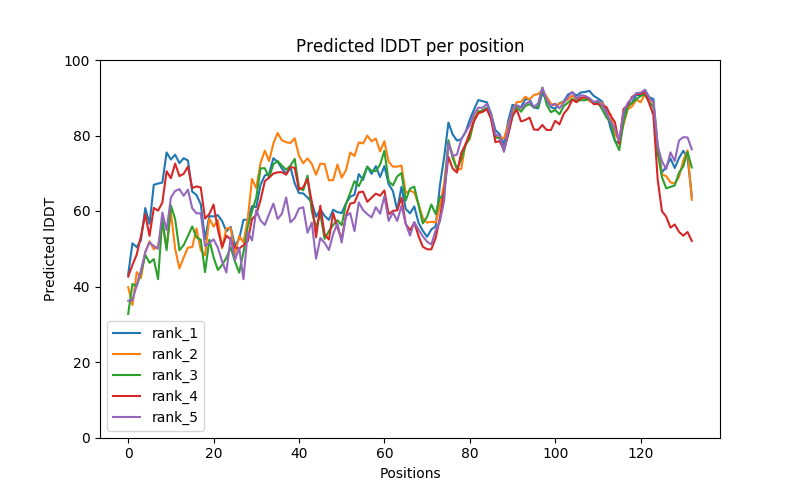 Predicted lDDT per position
100
80
60
40
20
0
Predicted lDDT
rank_1
rank_2
rank_3
rank_4
rank_5
0 20 40 60 80 100 120
Positions